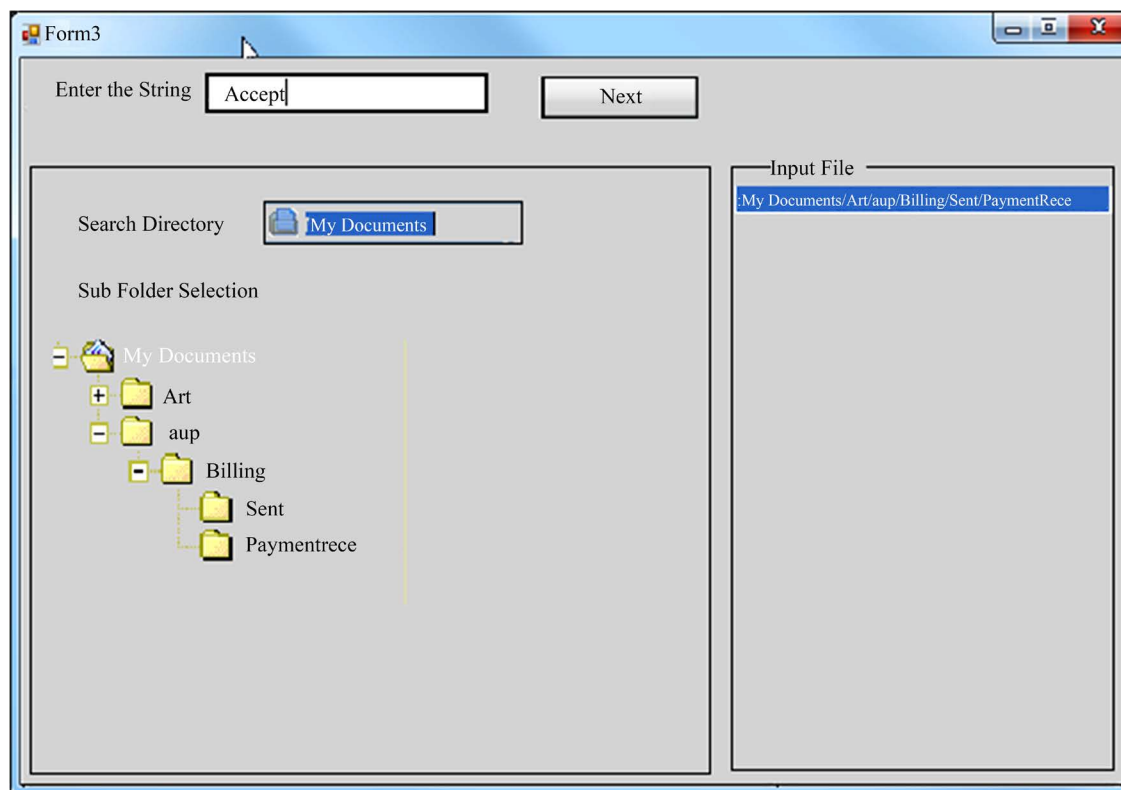 Form3
Enter the String
Accept
Next
Search Directory
My Documents
Sub Folder Selection
My Documents
Art
aup
Billing
Sent
Paymentrece
Input File
:My Documents/Art/aup/Billing/Sent/PaymentRece